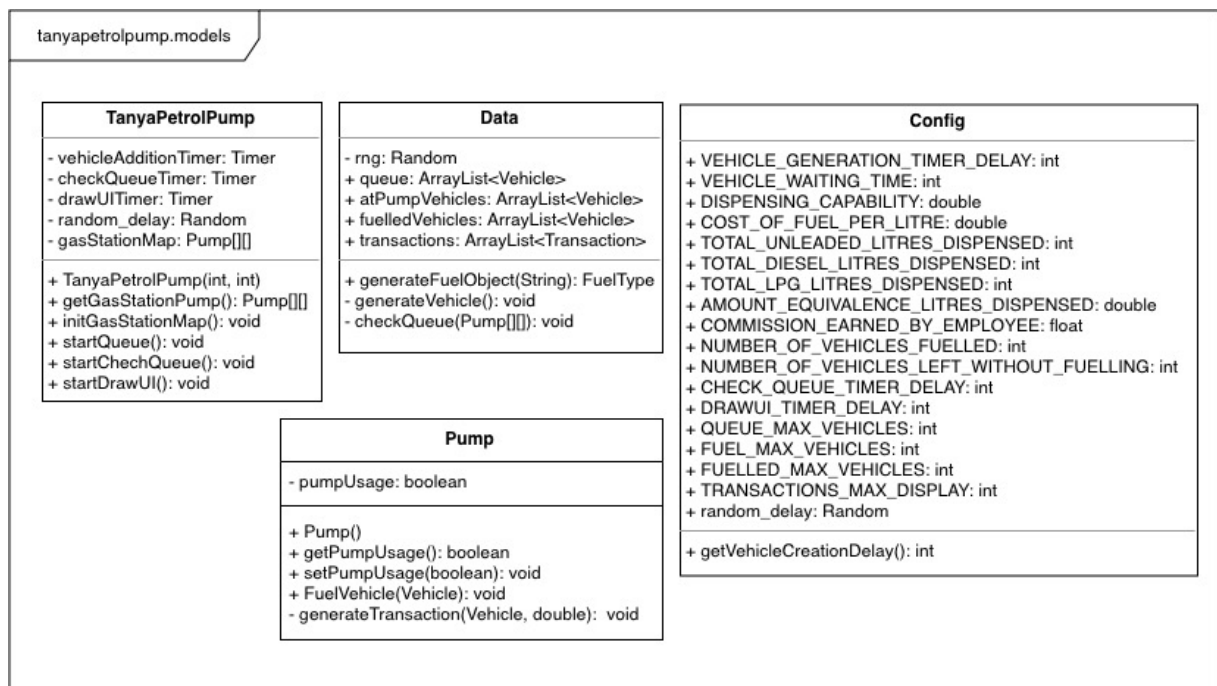 tanyapetrolpump.models
TanyaPetrolPump
- vehicleAdditionTimer: Timer
- checkQueueTimer: Timer
- drawUITimer: Timer
- random_delay: Random
- gasStationMap: Pump[][]
+ TanyaPetrolPump(int, int)
+ getGasStationPump(): Pump[][]
+ initGasStationMap(): void
+ startQueue(): void
+ startChechQueue(): void
+ startDrawUI(): void
Data
- rng: Random
+ queue: ArrayList<Vehicle>
+ atPumpVehicles: ArrayList<Vehicle>
+ fuelledVehicles: ArrayList<Vehicle>
+ transactions: ArrayList<Transaction>
+ generateFuelObject(String): FuelType
- generateVehicle(): void
- checkQueue(Pump[][]): void
Config
+ VEHICLE_GENERATION_TIMER_DELAY: int
+ VEHICLE_WAITING_TIME: int
+ DISPENSING_CAPABILITY: double
+ COST_OF_FUEL_PER_LITRE: double
+ TOTAL_UNLEADED_LITRES_DISPENSED: int
+ TOTAL_DIESEL_LITRES_DISPENSED: int
+ TOTAL_LPG_LITRES_DISPENSED: int
+ AMOUNT_EQUIVALENCE_LITRES_DISPENSED: double
+ COMMISSION_EARNED_BY_EMPLOYEE: float
+ NUMBER_OF_VEHICLES_FUELLED: int
+ NUMBER_OF_VEHICLES_LEFT_WITHOUT_FUELLING: int
+ CHECK_QUEUE_TIMER_DELAY: int
+ DRAWUI_TIMER_DELAY: int
+ QUEUE_MAX_VEHICLES: int
+ FUEL_MAX_VEHICLES: int
+ FUELLED_MAX_VEHICLES: int
+ TRANSACTIONS_MAX_DISPLAY: int
+ random_delay: Random
+ getVehicleCreationDelay(): int
Pump
- pumpUsage: boolean
+ Pump()
+ getPumpUsage(): boolean
+ setPumpUsage(boolean): void
+ FuelVehicle(Vehicle): void
- generateTransaction(Vehicle, double): void